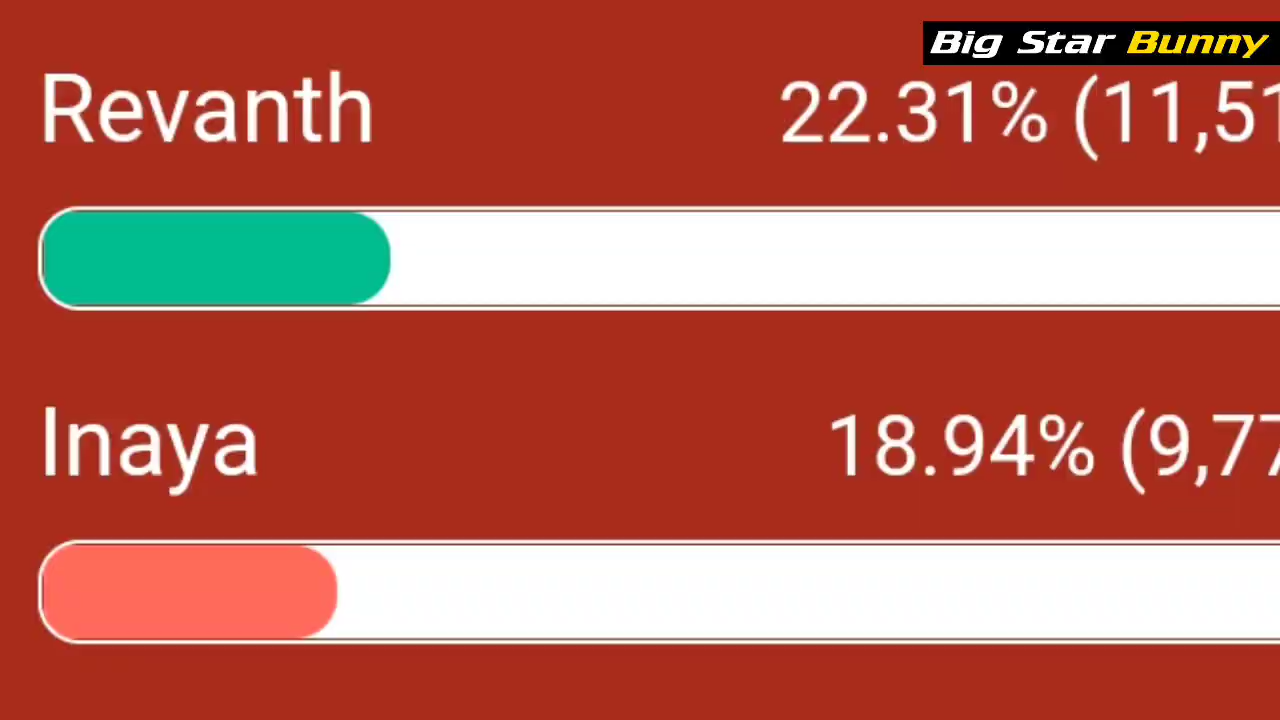 Big Star Bunny
Revanth 22.31% (11,51
Inaya 18.94% (9,77